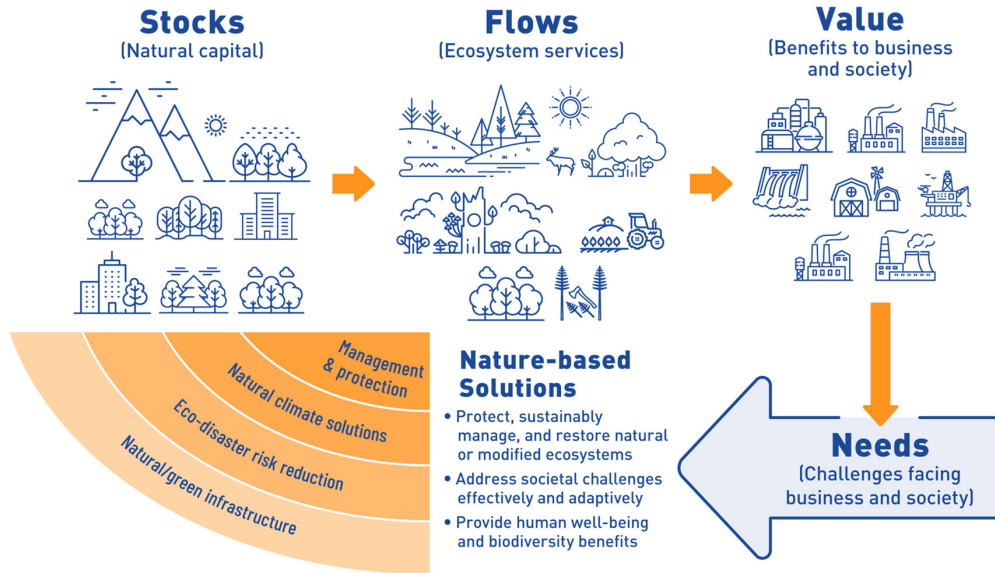 Stocks
(Natural capital)
Flows
(Ecosystem services)
Value
(Benefits to business
and society)
Management
& protection
Natural climate solutions
Eco-disaster risk reduction
Natural/green infrastructure
Nature-based
Solutions
• Protect, sustainably
manage, and restore natural
or modified ecosystems
• Address societal challenges
effectively and adaptively
• Provide human well-being
and biodiversity benefits
Needs
(Challenges facing
business and society)